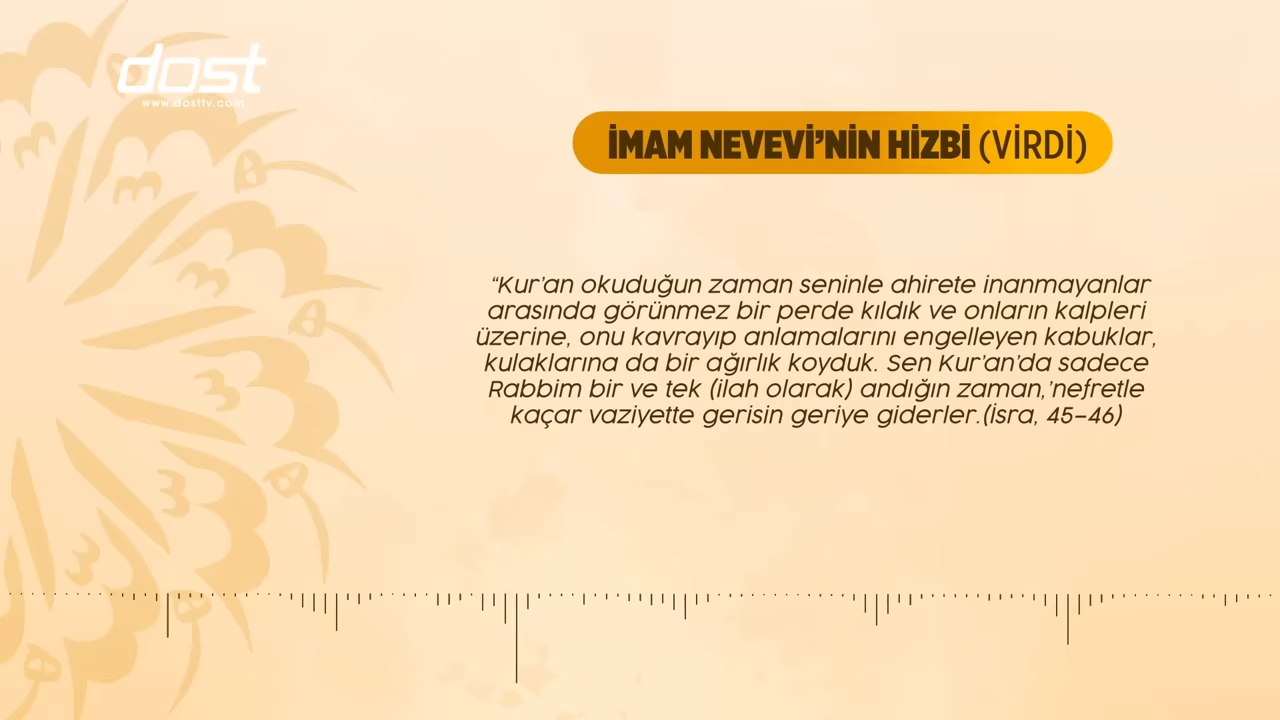 dost
www.dosttv.com
İMAM NEVEVİ’NİN HİZBİ (VİRDİ)
“Kur’an okuduğun zaman seninle ahirete inanmayanlar
arasında görünmez bir perde kıldık ve onların kalpleri
üzerine, onu kavrayıp anlamalarını engelleyen kabuklar,
kulaklarına da bir ağırlık koyduk. Sen Kur’an’da sadece
Rabbim bir ve tek (ilah olarak) andığın zaman,’nefretle
kaçar vaziyette gerisin geriye giderler.(İsra, 45–46)